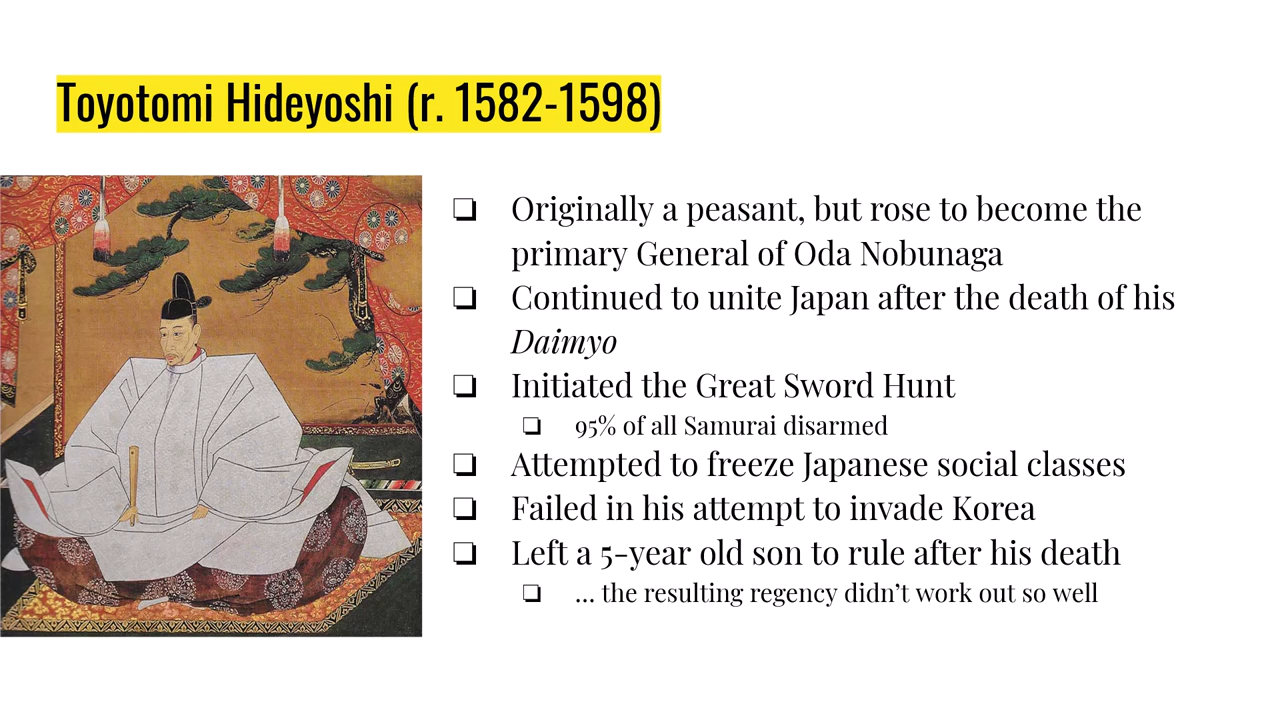 Toyotomi Hideyoshi (r. 1582-1598)
❏ Originally a peasant, but rose to become the
primary General of Oda Nobunaga
❏ Continued to unite Japan after the death of his
Daimyo
❏ Initiated the Great Sword Hunt
❏ 95% of all Samurai disarmed
❏ Attempted to freeze Japanese social classes
❏ Failed in his attempt to invade Korea
❏ Left a 5-year old son to rule after his death
❏ ... the resulting regency didn’t work out so well